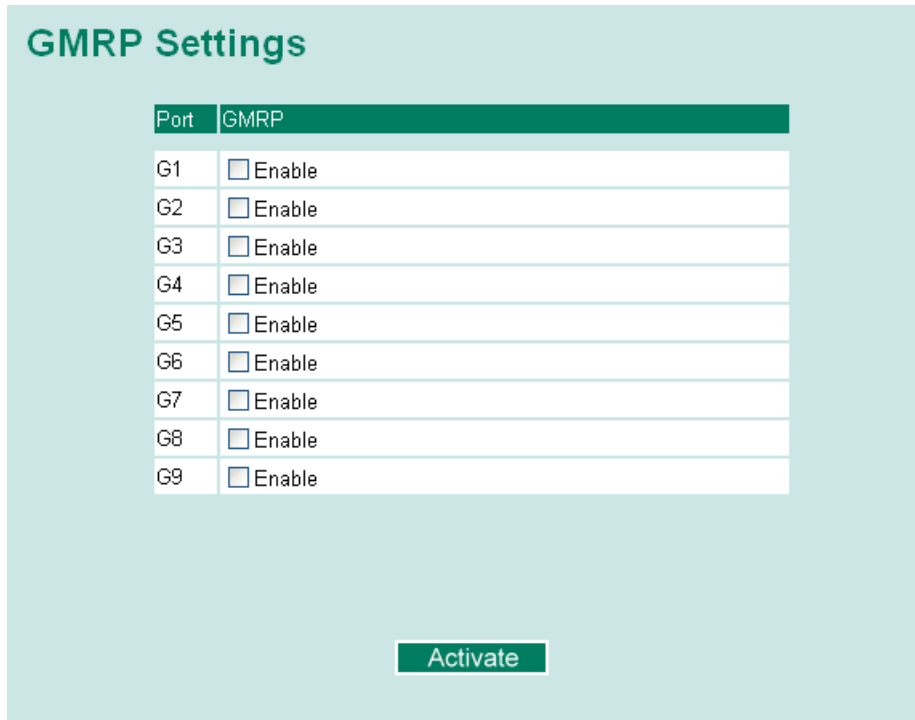 GMRP Settings
Port GMRP
G1 Enable
G2 Enable
G3 Enable
G4 Enable
G5 Enable
G6 Enable
G7 Enable
G8 Enable
G9 Enable
Activate